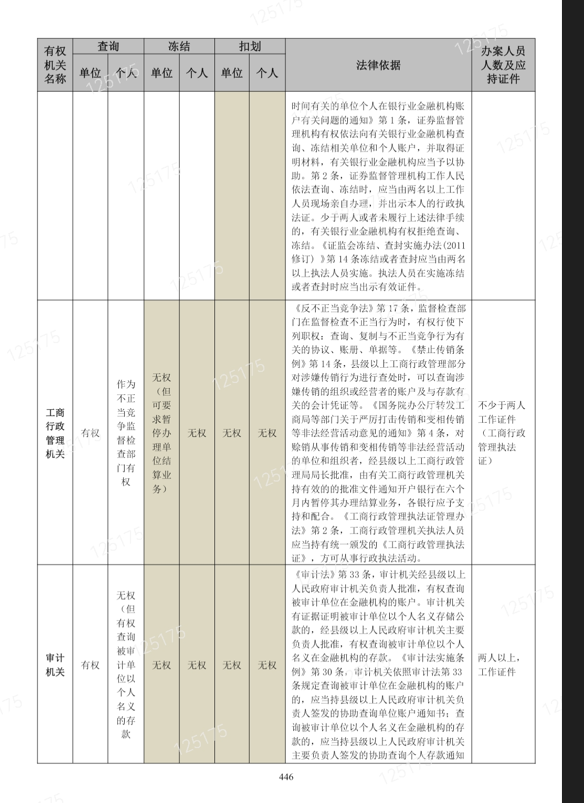 有权 查询 冻结 扣划 办案人员
机关 法律依据 人数及应
名称 单位 个人 单位 个人 单位 个人 持证件
时间有关的单位个人在银行业金融机构账
户有关问题的通知》第 1 条，证券监督管
理机构有权依法向有关银行业金融机构查
询、冻结相关单位和个人账户，并取得证
明材料，有关银行业金融机构应当予以协
助。第 2 条，证券监督管理机构工作人民
依法查询、冻结时，应当由两名以上工作
人员现场亲自办理，并出示本人的行政执
法证。少于两人或者未履行上述法律手续
的，有关银行业金融机构有权拒绝查询、
冻结。《证监会冻结、查封实施办法(2011
修订）》第 14 条冻结或者查封应当由两名
以上执法人员实施。执法人员在实施冻结
或者查封时应当出示有效证件。
工商
行政
管理
机关
有权
作为
不正
当竞
争监
督检
查部
门有
权
无权
（但
可要
求暂
停办
理单
位结
算业
务）
无权
无权
无权
《反不正当竞争法》第 17 条，监督检查部
门在监督检查不正当行为时，有权行使下
列职权：查询、复制与不正当竞争行为有
关的协议、账册、单据等。《禁止传销条
例》第 14 条，县级以上工商行政管理部分
对涉嫌传销行为进行查处时，可以查询涉
嫌传销的组织或经营者的账户及与存款有
关的会计凭证等。《国务院办公厅转发工
商局等部门关于严厉打击传销和变相传销
等非法经营活动意见的通知》第 4 条，对
赊销从事传销和变相传销等非法经营活动
的单位和组织者，经县级以上工商行政管
理局局长批准，由有关工商行政管理机关
持有效的的批准文件通知开户银行在六个
月内暂停其办理结算业务，各银行应予支
持和配合。《工商行政管理执法证管理办
法》第 2 条，工商行政管理机关执法人员
应当持有统一颁发的《工商行政管理执法
证》，方可从事行政执法活动。
不少于两人
工作证件
（工商行政
管理执法
证）
审计
机关
有权
无权
（但
有权
查询
被审
计单
位以
个人
名义
的存
款
无权
无权
无权
无权
《审计法》第 33 条，审计机关经县级以上
人民政府审计机关负责人批准，有权查询
被审计单位在金融机构的账户。审计机关
有证据证明被审计单位以个人名义存储公
款的，经县级以上人民政府审计机关主要
负责人批准，有权查询被审计单位以个人
名义在金融机构的存款。《审计法实施条
例》第 30 条。审计机关依照审计法第 33
条规定查询被审计单位在金融机构的账户
的，应当持县级以上人民政府审计机关负
责人签发的协助查询单位账户通知书；查
询被审计单位以个人名义在金融机构的存
款的，应当持县级以上人民政府审计机关
主要负责人签发的协助查询个人存款通知
两人以上，
工作证件
446
125175